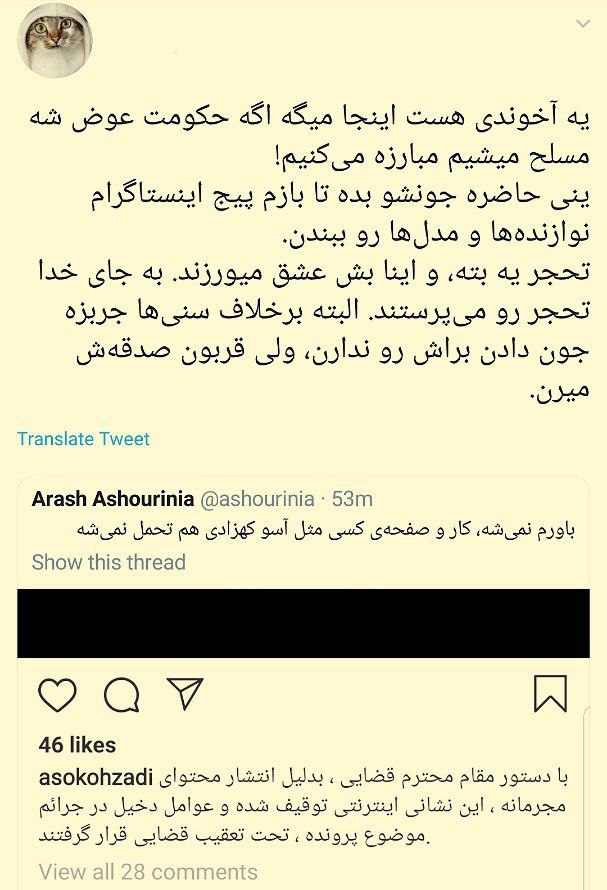 یه آخوندی هست اینجا میگه اگه حکومت عوض شه
مسلح میشیم مبارزه می‌کنیم!
ینی حاضره جونشو بده تا بازم پیج اینستاگرام
نوازنده‌ها و مدل‌ها رو ببندن.
تحجر یه بته، و اینا بش عشق میورزند. به جای خدا
تحجر رو می‌پرستند. البته برخلاف سنی‌ها جربزه
جون دادن براش رو ندارن، ولی قربون صدقه‌ش
میرن.
Translate Tweet
Arash Ashourinia @ashourinia · 53m
باورم نمی‌شه، کار و صفحه‌ی کسی مثل آسو کهزادی هم تحمل نمی‌شه
Show this thread
46 likes
asokohzadi با دستور مقام محترم قضایی ، بدلیل انتشار محتوای
مجرمانه ، این نشانی اینترنتی توقیف شده و عوامل دخیل در جرائم
موضوع پرونده ، تحت تعقیب قضایی قرار گرفتند.
View all 28 comments